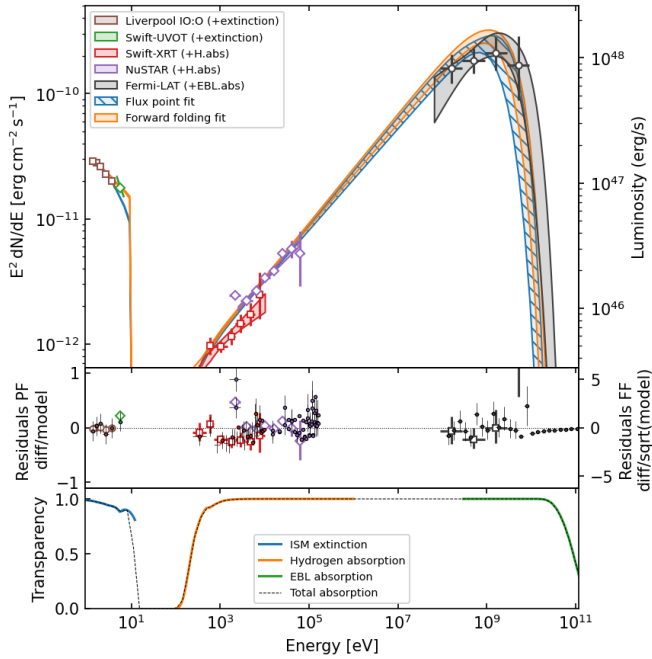 Liverpool IO:O (+extinction)
Swift-UVOT (+extinction)
Swift-XRT (+H.abs)
NuSTAR (+H.abs)
Fermi-LAT (+EBL.abs)
Flux point fit
Forward folding fit
E² dN/dE [erg cm⁻² s⁻¹]
10⁻¹⁰
10⁻¹¹
10⁻¹²
Luminosity (erg/s)
10⁴⁸
10⁴⁷
10⁴⁶
Residuals PF
diff/model
1
0
−1
Residuals FF
diff/sqrt(model)
5
0
−5
Transparency
1.0
0.5
0.0
ISM extinction
Hydrogen absorption
EBL absorption
Total absorption
10¹ 10³ 10⁵ 10⁷ 10⁹ 10¹¹
Energy [eV]